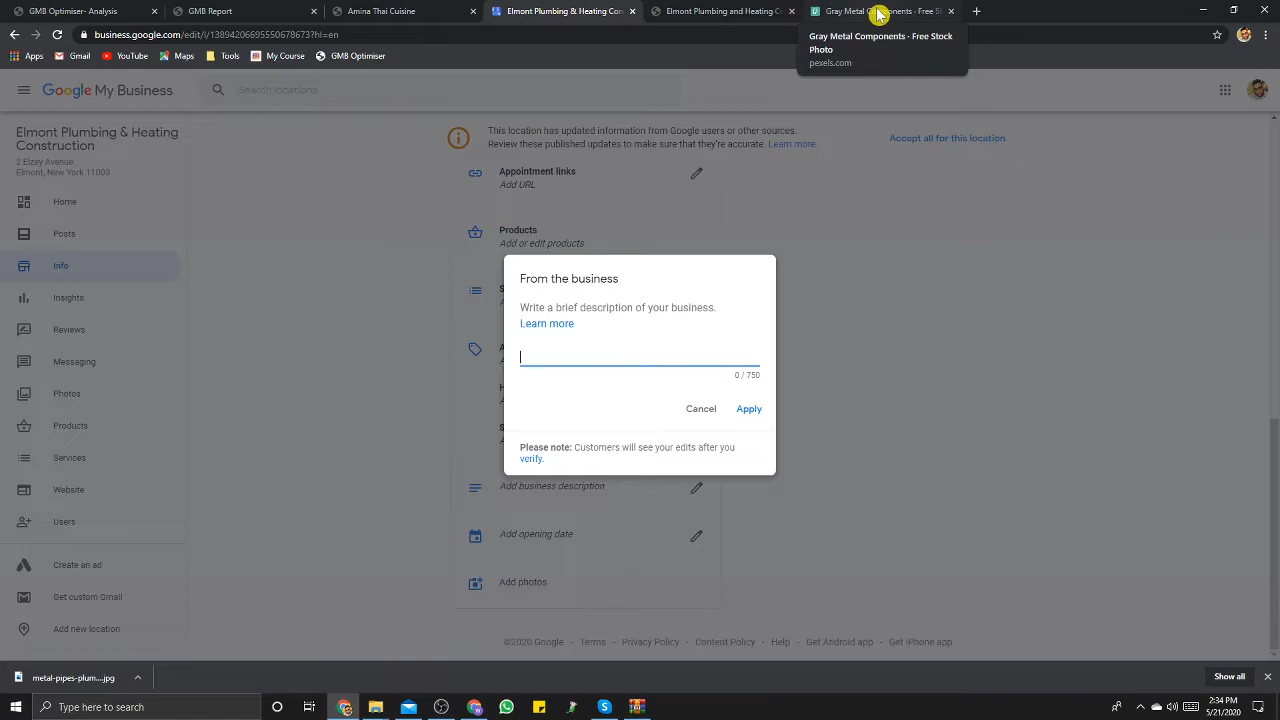 GMB Optimiser- Analysis
GMB Report
Amina Thai Cuisine
Elmont Plumbing & Heating Con
Elmont Plumbing and Heating Co
Gray Metal Components - Free St
business.google.com/edit/l/13894206695550678673?hl=en
Gray Metal Components - Free Stock
Photo
pexels.com
Apps
Gmail
YouTube
Maps
Tools
My Course
GMB Optimiser
Google My Business
Search locations
Elmont Plumbing & Heating
Construction
2 Elzey Avenue
Elmont, New York 11003
Home
Posts
Info
Insights
Reviews
Messaging
Photos
Products
Services
Website
Users
Create an ad
Get custom Gmail
Add new location
This location has updated information from Google users or other sources.
Review these published updates to make sure that they're accurate. Learn more
Accept all for this location
Appointment links
Add URL
Products
Add or edit products
From the business
Write a brief description of your business.
Learn more
0 / 750
Cancel
Apply
Please note: Customers will see your edits after you
verify.
Add business description
Add opening date
Add photos
©2020 Google - Terms - Privacy Policy - Content Policy - Help - Get Android app - Get iPhone app
metal-pipes-plum....jpg
Show all
Type here to search
2:34 PM
5/21/2020